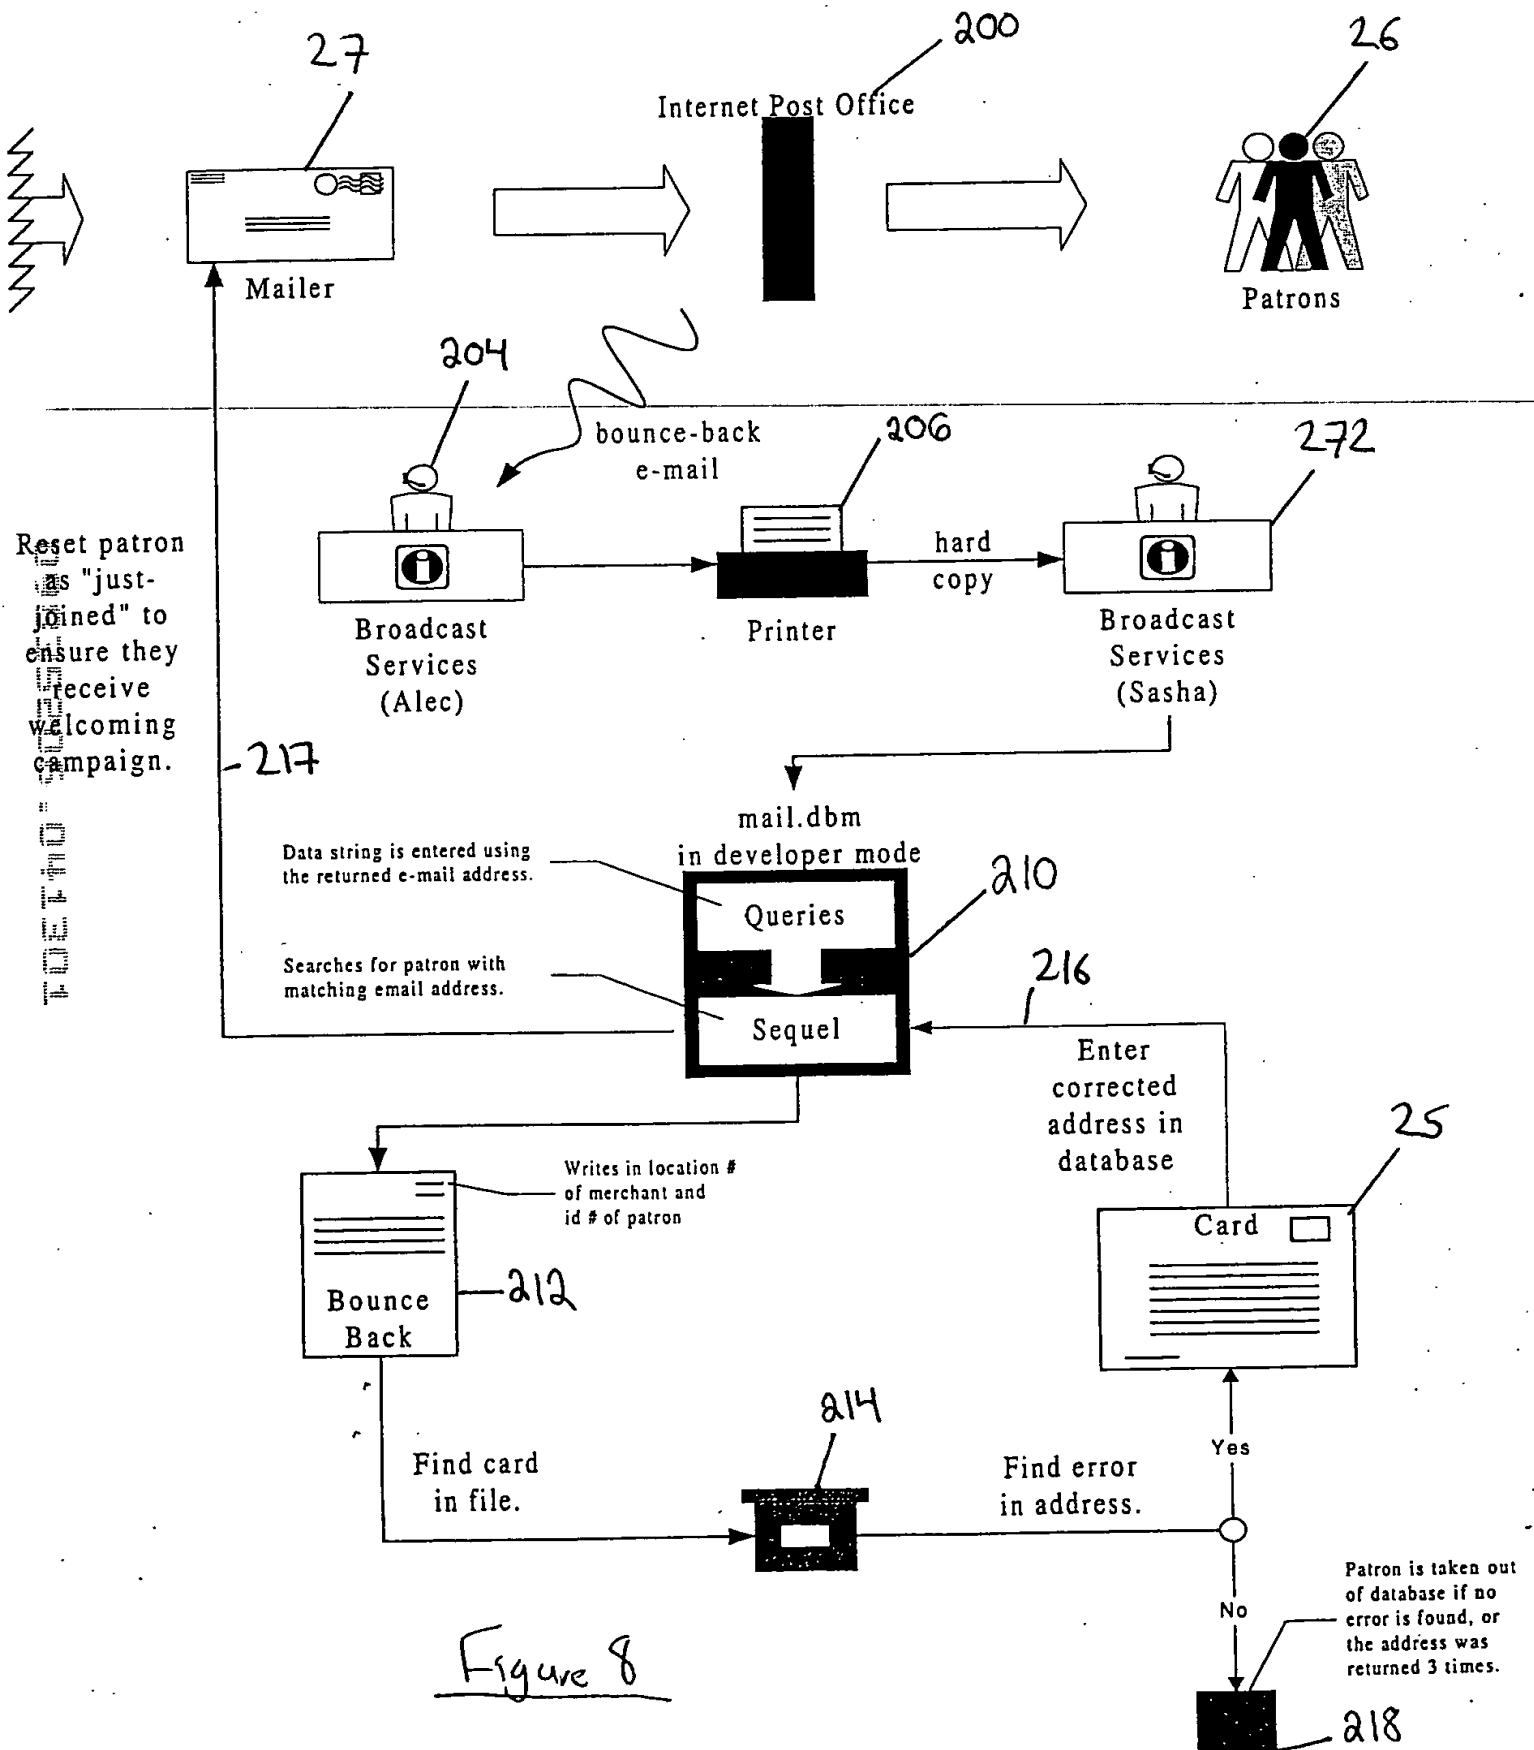 27
200
26
Internet Post Office
Mailer
Patrons
204
bounce-back
e-mail
206
272
Reset patron
as "just-
joined" to
ensure they
receive
welcoming
campaign.
hard
copy
Broadcast
Services
(Alec)
Printer
Broadcast
Services
(Sasha)
217
mail.dbm
in developer mode
Data string is entered using
the returned e-mail address.
Queries
210
Searches for patron with
matching email address.
Sequel
216
Enter
corrected
address in
database
25
Writes in location #
of merchant and
id # of patron
Card
Bounce
Back
212
214
Find card
in file.
Find error
in address.
Yes
No
Patron is taken out
of database if no
error is found, or
the address was
returned 3 times.
Figure 8
218